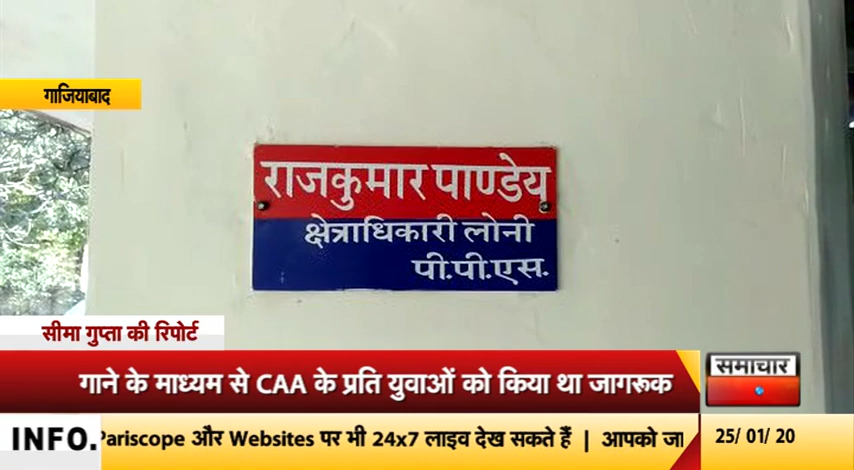 गाजियाबाद
राजकुमार पाण्डेय
क्षेत्राधिकारी लोनी
पी.पी.एस.
सीमा गुप्ता की रिपोर्ट
गाने के माध्यम से CAA के प्रति युवाओं को किया था जागरूक
समाचार
INFO.
Pariscope और Websites पर भी 24x7 लाइव देख सकते हैं | आपको जा
25/ 01/ 20